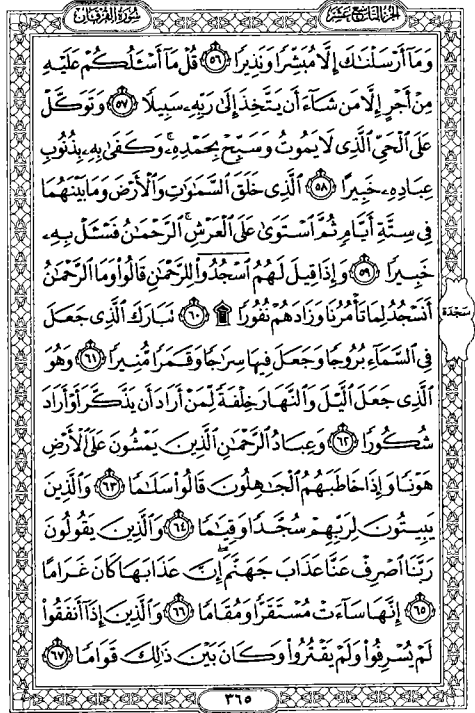 الجزء التاسع عشر
سورة الفرقان
وَمَآ أَرْسَلْنَٰكَ إِلَّا مُبَشِّرًا وَنَذِيرًا ﴿٥٦﴾ قُلْ مَآ أَسْـَٔلُكُمْ عَلَيْهِ
مِنْ أَجْرٍ إِلَّا مَن شَآءَ أَن يَتَّخِذَ إِلَىٰ رَبِّهِۦ سَبِيلًا ﴿٥٧﴾ وَتَوَكَّلْ
عَلَى ٱلْحَىِّ ٱلَّذِى لَا يَمُوتُ وَسَبِّحْ بِحَمْدِهِۦ ۚ وَكَفَىٰ بِهِۦ بِذُنُوبِ
عِبَادِهِۦ خَبِيرًا ﴿٥٨﴾ ٱلَّذِى خَلَقَ ٱلسَّمَٰوَٰتِ وَٱلْأَرْضَ وَمَا بَيْنَهُمَا
فِى سِتَّةِ أَيَّامٍ ثُمَّ ٱسْتَوَىٰ عَلَى ٱلْعَرْشِ ۚ ٱلرَّحْمَٰنُ فَسْـَٔلْ بِهِۦ
خَبِيرًا ﴿٥٩﴾ وَإِذَا قِيلَ لَهُمُ ٱسْجُدُوا۟ لِلرَّحْمَٰنِ قَالُوا۟ وَمَا ٱلرَّحْمَٰنُ
أَنَسْجُدُ لِمَا تَأْمُرُنَا وَزَادَهُمْ نُفُورًا ۩ ﴿٦٠﴾ تَبَارَكَ ٱلَّذِى جَعَلَ
سَجدَة
فِى ٱلسَّمَآءِ بُرُوجًا وَجَعَلَ فِيهَا سِرَٰجًا وَقَمَرًا مُّنِيرًا ﴿٦١﴾ وَهُوَ
ٱلَّذِى جَعَلَ ٱلَّيْلَ وَٱلنَّهَارَ خِلْفَةً لِّمَنْ أَرَادَ أَن يَذَّكَّرَ أَوْ أَرَادَ
شُكُورًا ﴿٦٢﴾ وَعِبَادُ ٱلرَّحْمَٰنِ ٱلَّذِينَ يَمْشُونَ عَلَى ٱلْأَرْضِ
هَوْنًا وَإِذَا خَاطَبَهُمُ ٱلْجَٰهِلُونَ قَالُوا۟ سَلَٰمًا ﴿٦٣﴾ وَٱلَّذِينَ
يَبِيتُونَ لِرَبِّهِمْ سُجَّدًا وَقِيَٰمًا ﴿٦٤﴾ وَٱلَّذِينَ يَقُولُونَ
رَبَّنَا ٱصْرِفْ عَنَّا عَذَابَ جَهَنَّمَ ۖ إِنَّ عَذَابَهَا كَانَ غَرَامًا
﴿٦٥﴾ إِنَّهَا سَآءَتْ مُسْتَقَرًّا وَمُقَامًا ﴿٦٦﴾ وَٱلَّذِينَ إِذَآ أَنفَقُوا۟
لَمْ يُسْرِفُوا۟ وَلَمْ يَقْتُرُوا۟ وَكَانَ بَيْنَ ذَٰلِكَ قَوَامًا ﴿٦٧﴾
٣٦٥